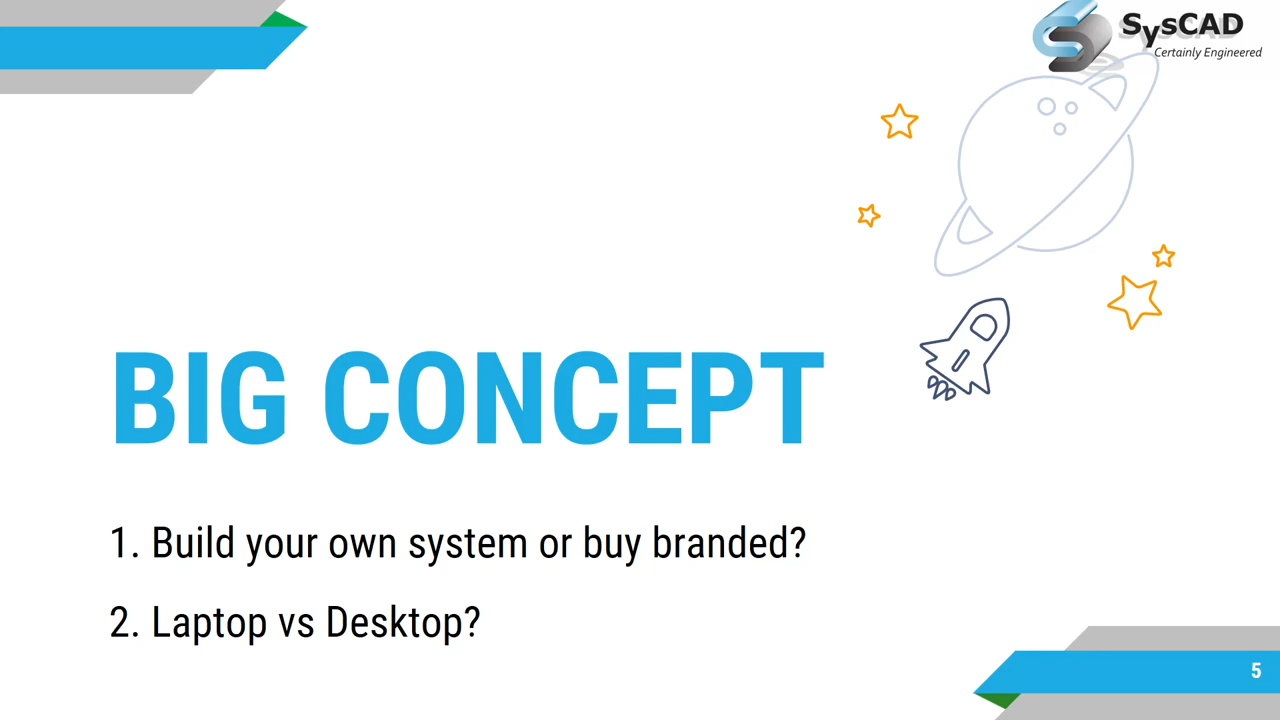 SysCAD
Certainly Engineered
BIG CONCEPT
1. Build your own system or buy branded?
2. Laptop vs Desktop?
5